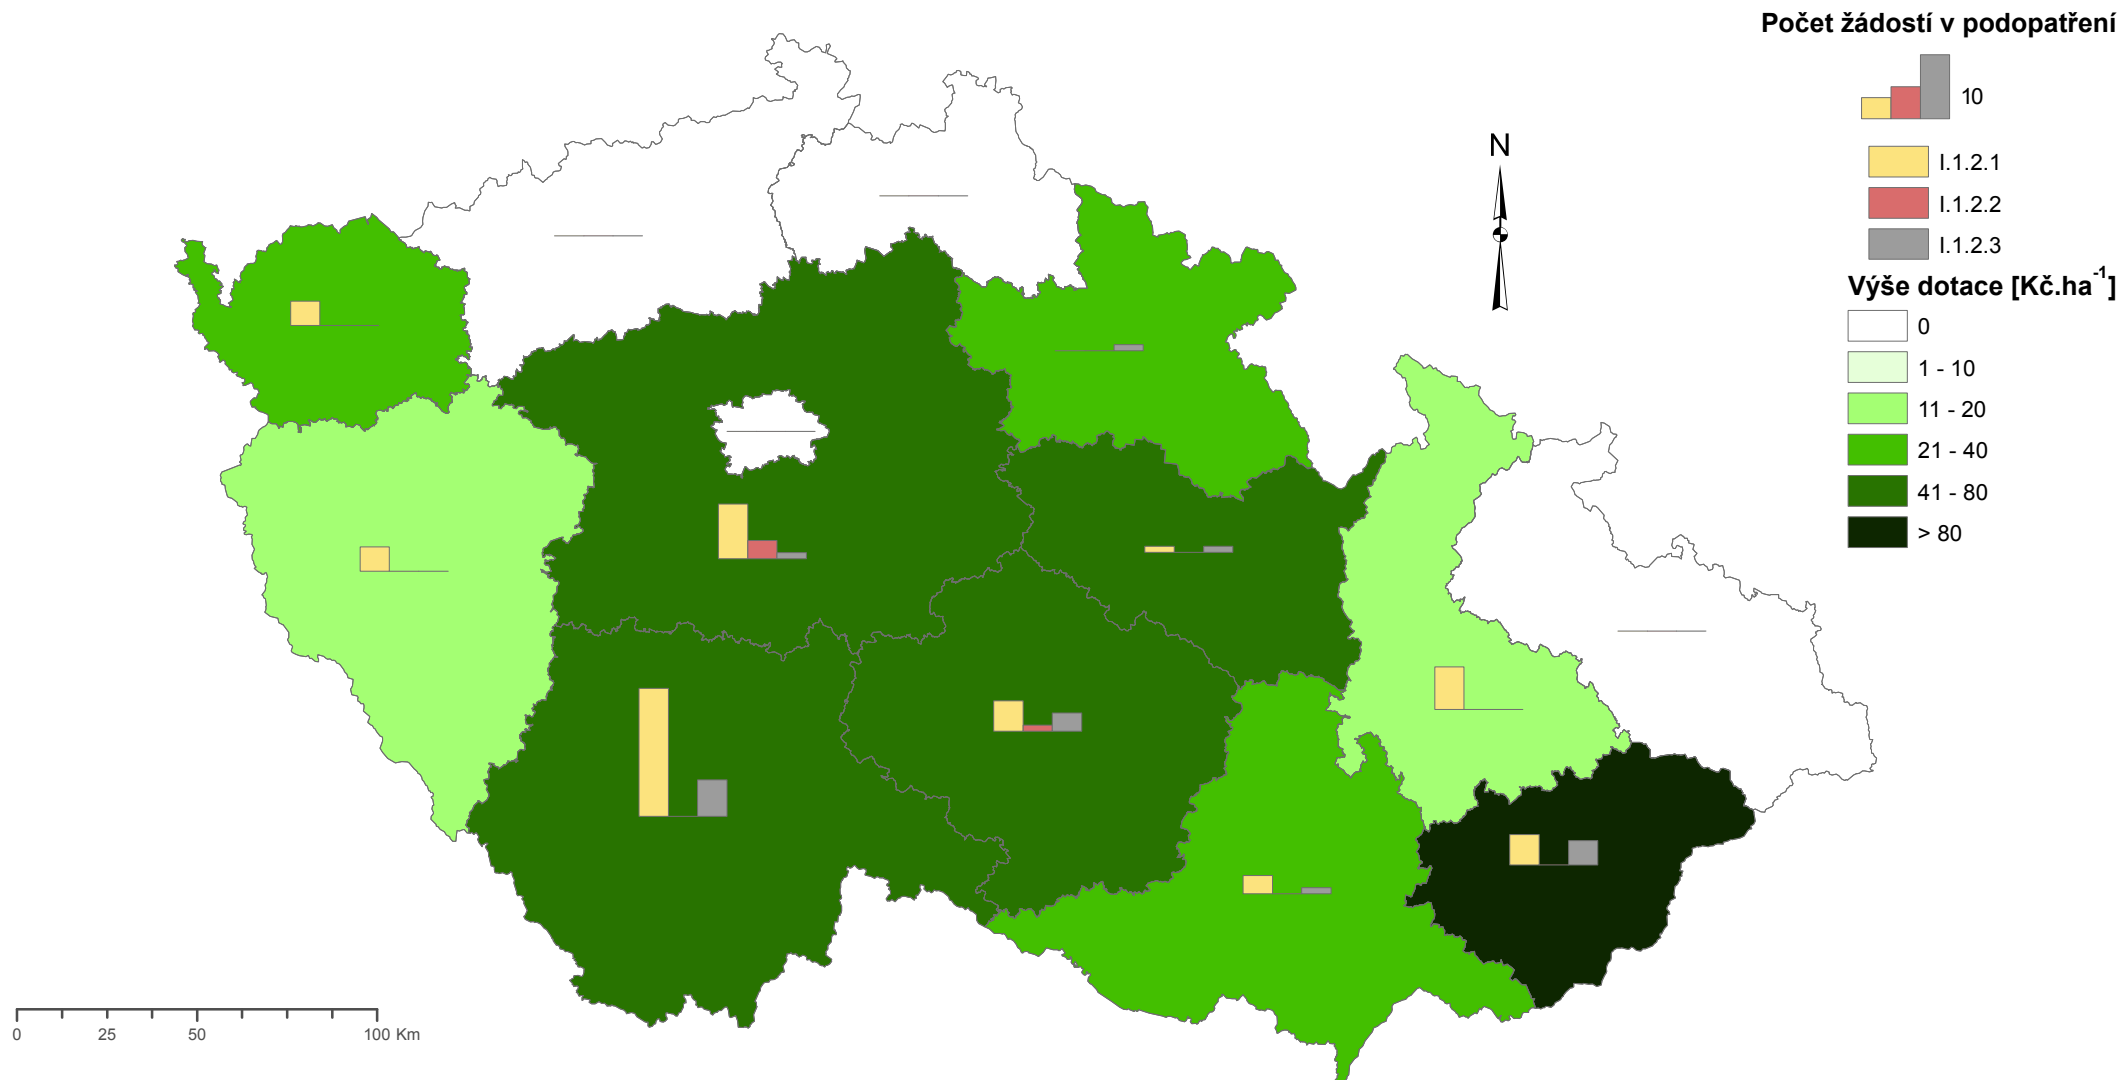 Počet žádostí v podopatření
10
I.1.2.1
I.1.2.2
I.1.2.3
Výše dotace [Kč.ha⁻¹]
0
1 - 10
11 - 20
21 - 40
41 - 80
> 80
N
0 25 50 100 Km